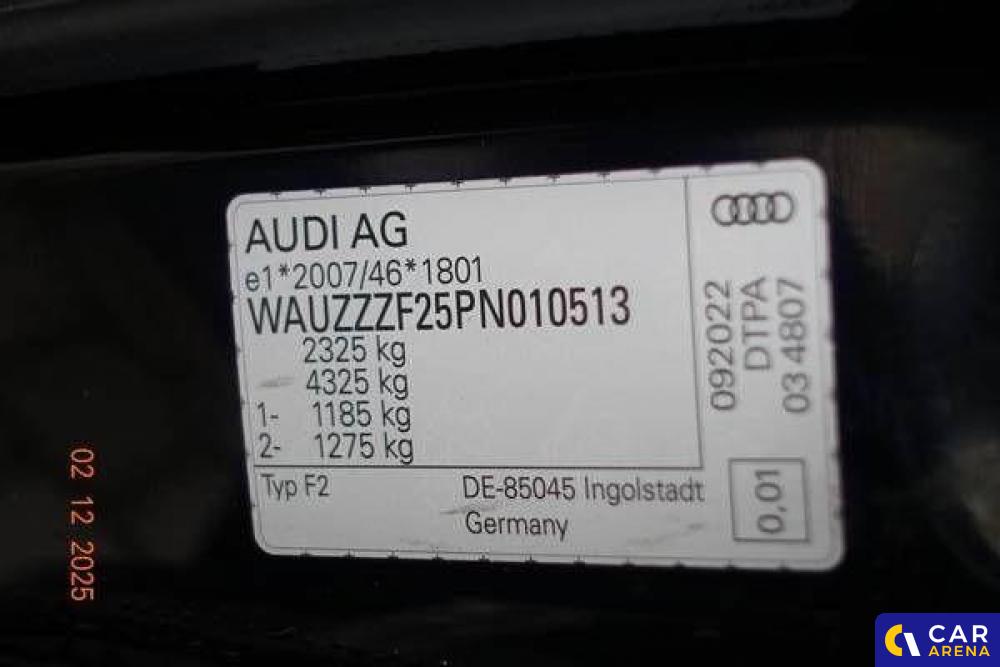 AUDI AG
e1*2007/46*1801
WAUZZZF25PN010513
2325 kg
4325 kg
1- 1185 kg
2- 1275 kg
Typ F2
DE-85045 Ingolstadt
Germany
092022
DTPA
03 4807
0,01
02 12 2025
CAR
ARENA